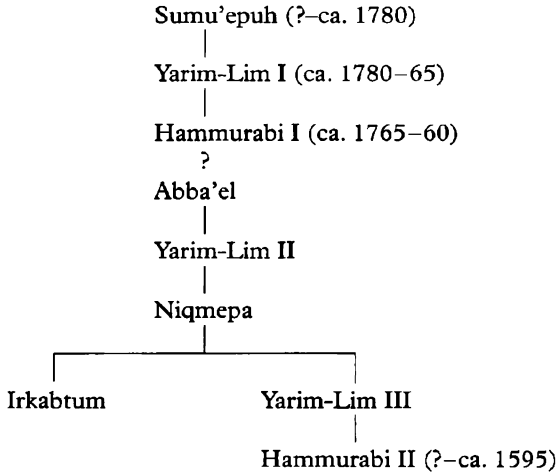 Sumu'epuh (?–ca. 1780)
Yarim-Lim I (ca. 1780–65)
Hammurabi I (ca. 1765–60)
?
Abba'el
Yarim-Lim II
Niqmepa
Irkabtum Yarim-Lim III
Hammurabi II (?–ca. 1595)